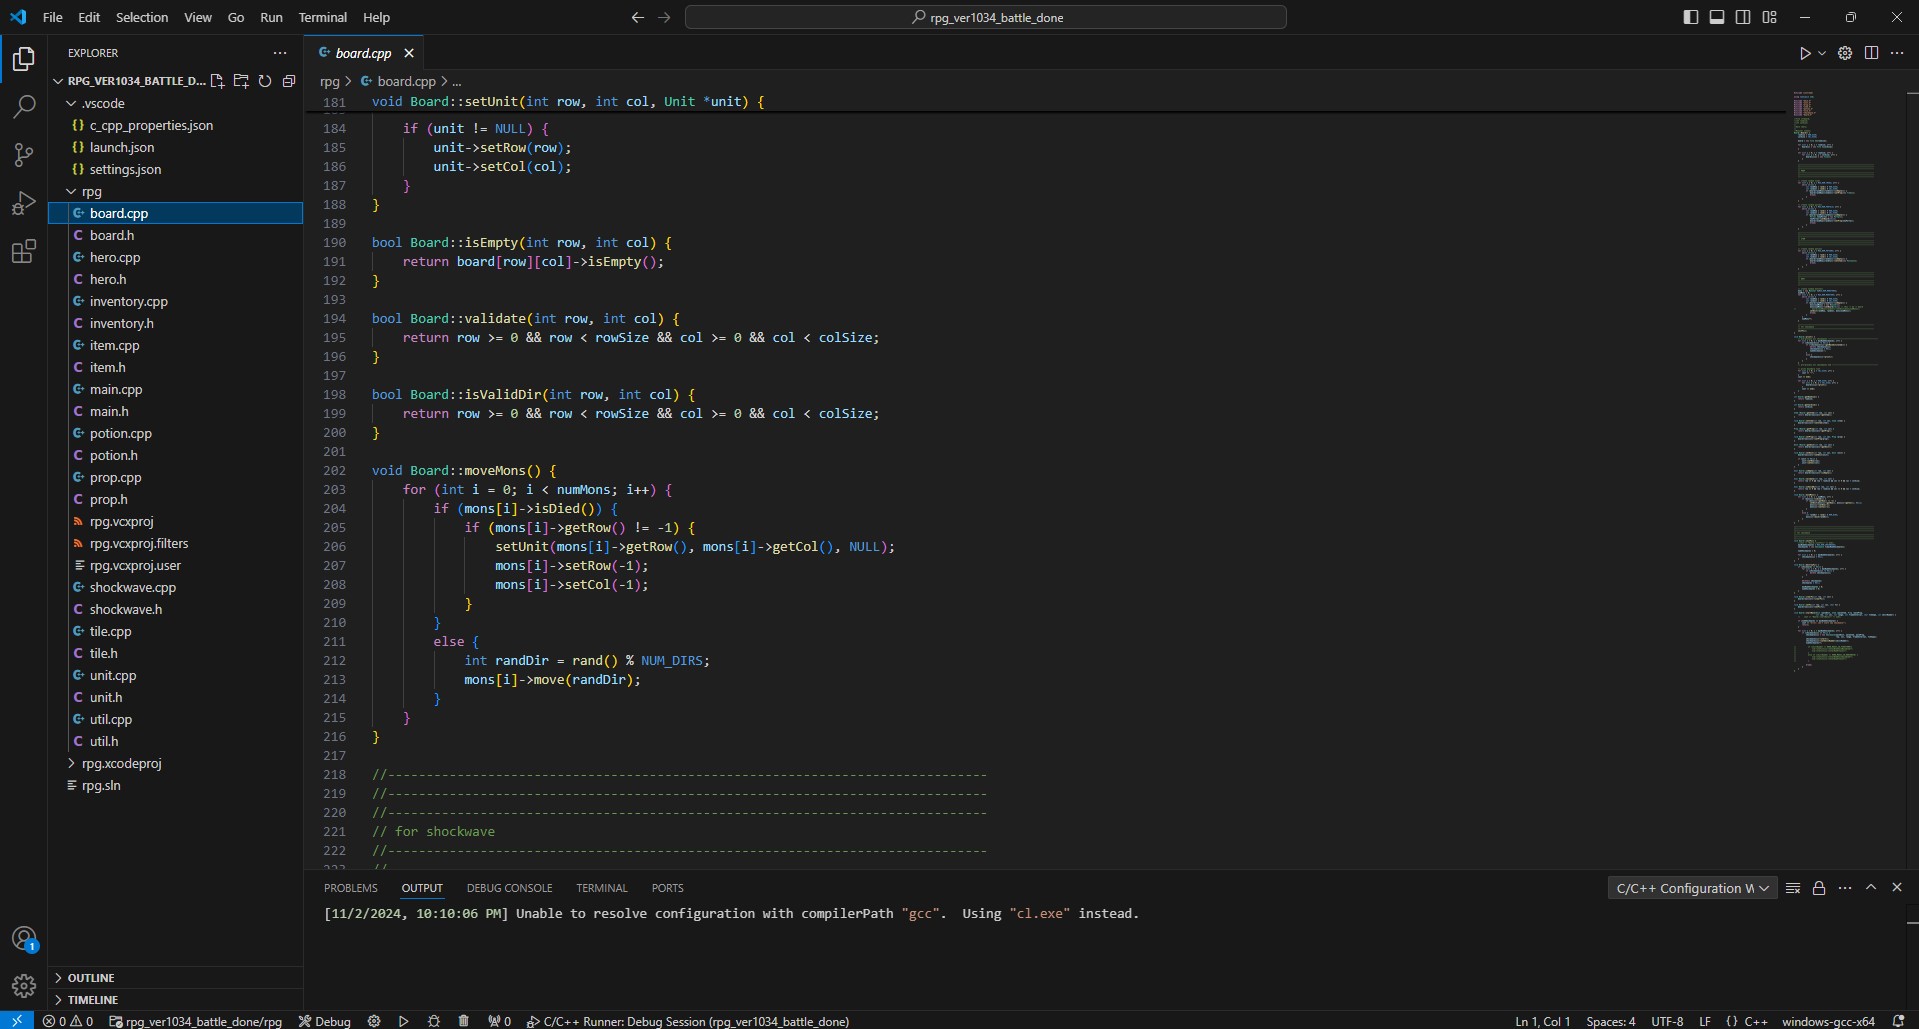 File Edit Selection View Go Run Terminal Help
rpg_ver1034_battle_done
EXPLORER
RPG_VER1034_BATTLE_D...
.vscode
c_cpp_properties.json
launch.json
settings.json
rpg
board.cpp
board.h
hero.cpp
hero.h
inventory.cpp
inventory.h
item.cpp
item.h
main.cpp
main.h
potion.cpp
potion.h
prop.cpp
prop.h
rpg.vcxproj
rpg.vcxproj.filters
rpg.vcxproj.user
shockwave.cpp
shockwave.h
tile.cpp
tile.h
unit.cpp
unit.h
util.cpp
util.h
rpg.xcodeproj
rpg.sln
OUTLINE
TIMELINE
board.cpp
rpg > board.cpp > ...
181 void Board::setUnit(int row, int col, Unit *unit) {
184 if (unit != NULL) {
185 unit->setRow(row);
186 unit->setCol(col);
187 }
188 }
189
190 bool Board::isEmpty(int row, int col) {
191 return board[row][col]->isEmpty();
192 }
193
194 bool Board::validate(int row, int col) {
195 return row >= 0 && row < rowSize && col >= 0 && col < colSize;
196 }
197
198 bool Board::isValidDir(int row, int col) {
199 return row >= 0 && row < rowSize && col >= 0 && col < colSize;
200 }
201
202 void Board::moveMons() {
203 for (int i = 0; i < numMons; i++) {
204 if (mons[i]->isDied()) {
205 if (mons[i]->getRow() != -1) {
206 setUnit(mons[i]->getRow(), mons[i]->getCol(), NULL);
207 mons[i]->setRow(-1);
208 mons[i]->setCol(-1);
209 }
210 }
211 else {
212 int randDir = rand() % NUM_DIRS;
213 mons[i]->move(randDir);
214 }
215 }
216 }
217
218 //------------------------------------------------------------------------------
219 //------------------------------------------------------------------------------
220 //------------------------------------------------------------------------------
221 // for shockwave
222 //------------------------------------------------------------------------------
PROBLEMS OUTPUT DEBUG CONSOLE TERMINAL PORTS
C/C++ Configuration W
[11/2/2024, 10:10:06 PM] Unable to resolve configuration with compilerPath "gcc".  Using "cl.exe" instead.
1
0 0 rpg_ver1034_battle_done/rpg Debug 0 C/C++ Runner: Debug Session (rpg_ver1034_battle_done)
Ln 1, Col 1 Spaces: 4 UTF-8 LF {} C++ windows-gcc-x64